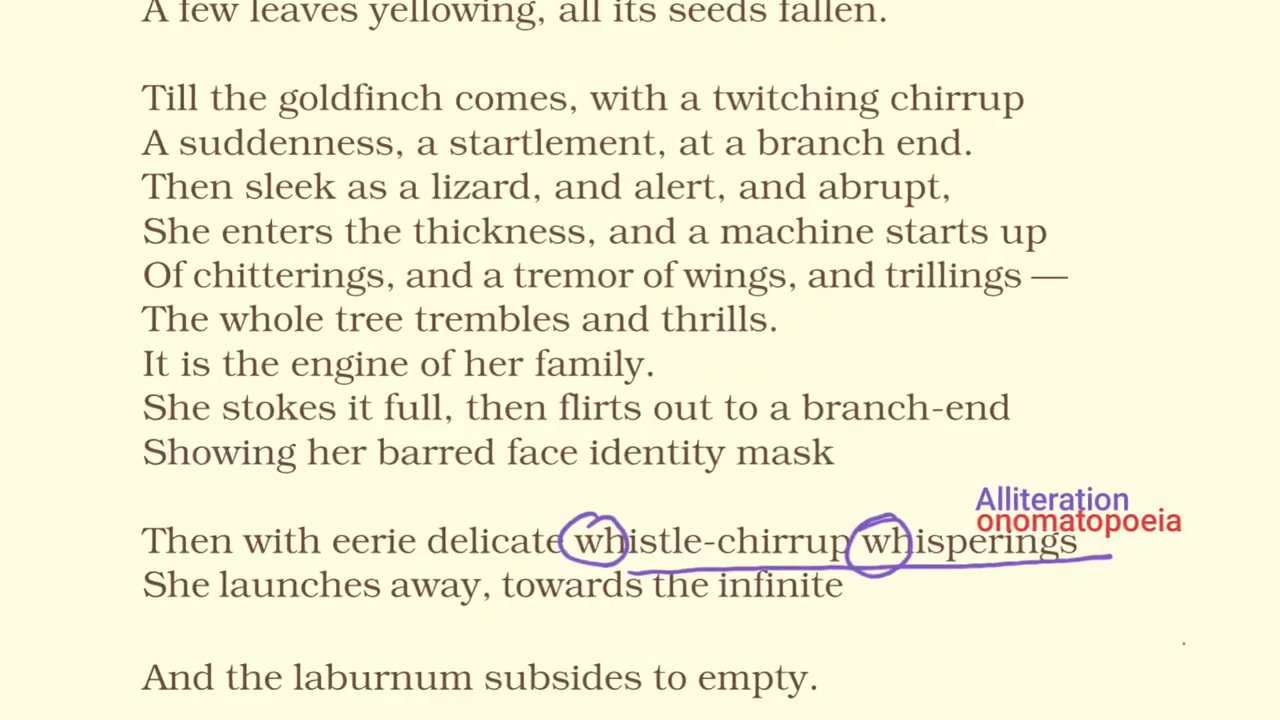 A few leaves yellowing, all its seeds fallen.
Till the goldfinch comes, with a twitching chirrup
A suddenness, a startlement, at a branch end.
Then sleek as a lizard, and alert, and abrupt,
She enters the thickness, and a machine starts up
Of chitterings, and a tremor of wings, and trillings —
The whole tree trembles and thrills.
It is the engine of her family.
She stokes it full, then flirts out to a branch-end
Showing her barred face identity mask
Alliteration
onomatopoeia
Then with eerie delicate whistle-chirrup whisperings
She launches away, towards the infinite
And the laburnum subsides to empty.